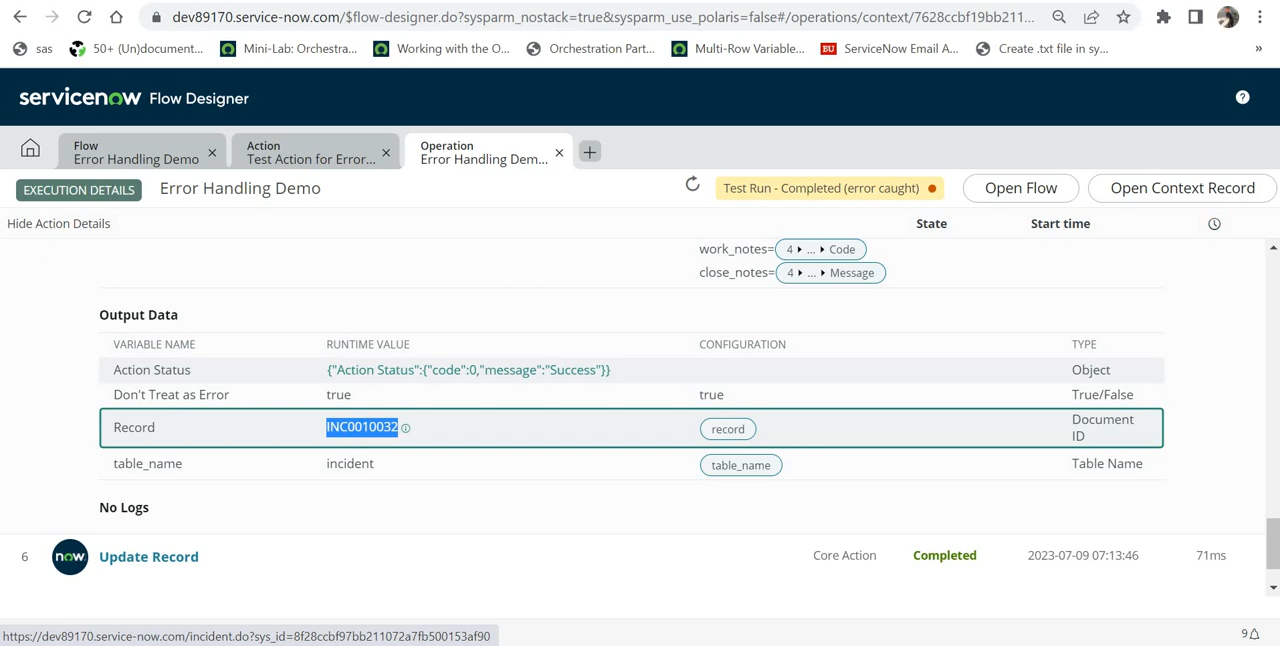 dev89170.service-now.com/$flow-designer.do?sysparm_nostack=true&sysparm_use_polaris=false#/operations/context/7628ccbf19bb211...
sas 50+ (Un)document... Mini-Lab: Orchestra... Working with the O... Orchestration Part... Multi-Row Variable... BU ServiceNow Email A... Create .txt file in sy... »
servicenow Flow Designer ?
Flow Action Operation
Error Handling Demo × Test Action for Error... × Error Handling Dem... × +
EXECUTION DETAILS Error Handling Demo Test Run - Completed (error caught) Open Flow Open Context Record
Hide Action Details State Start time
work_notes= 4 ▸ ... ▸ Code
close_notes= 4 ▸ ... ▸ Message
Output Data
VARIABLE NAME RUNTIME VALUE CONFIGURATION TYPE
Action Status {"Action Status":{"code":0,"message":"Success"}} Object
Don't Treat as Error true true True/False
Record INC0010032 record Document
ID
table_name incident table_name Table Name
No Logs
6 now Update Record Core Action Completed 2023-07-09 07:13:46 71ms
https://dev89170.service-now.com/incident.do?sys_id=8f28ccbf97bb211072a7fb500153af90 9